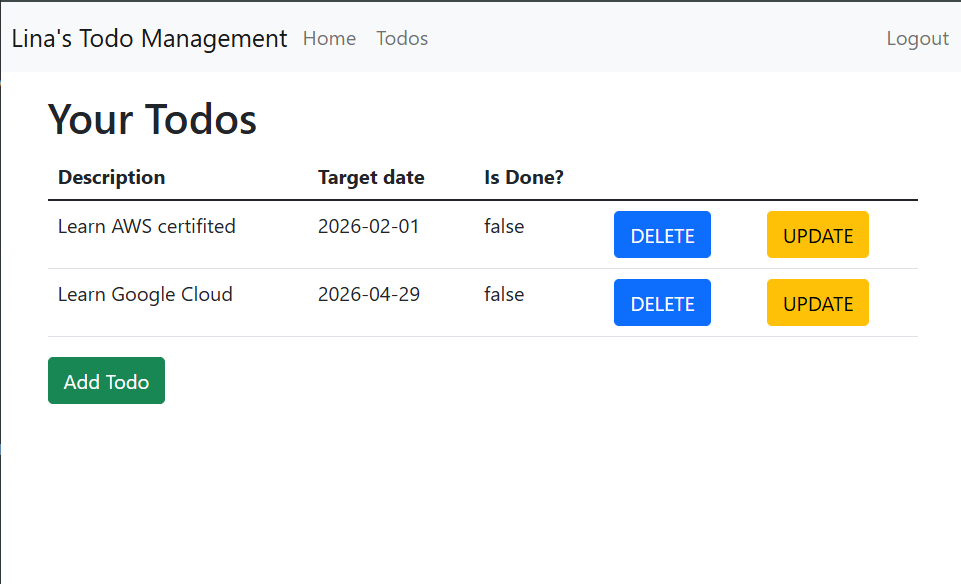 Lina's Todo Management Home Todos Logout
Your Todos
Description Target date Is Done?
Learn AWS certifited 2026-02-01 false DELETE UPDATE
Learn Google Cloud 2026-04-29 false DELETE UPDATE
Add Todo